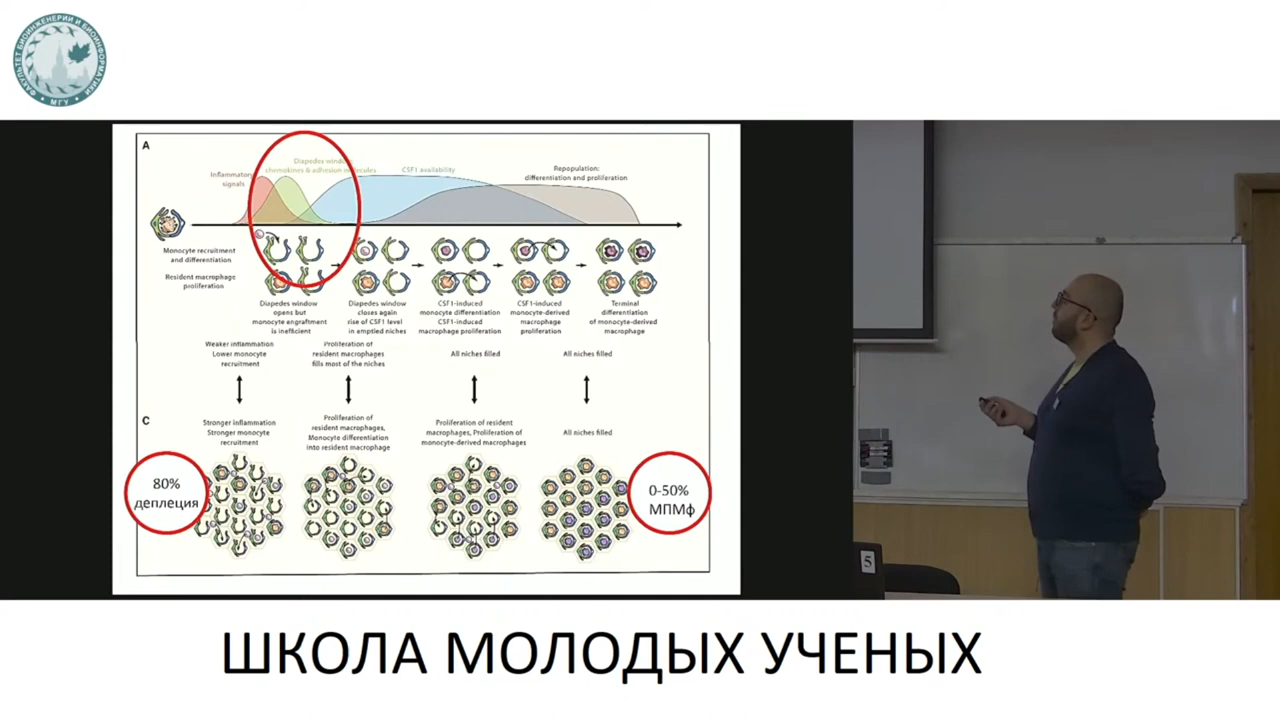 ФАКУЛЬТЕТ БИОИНЖЕНЕРИИ И БИОИНФОРМАТИКИ
МГУ
A
Inflammatory
signals
Diapedes window:
chemokines & adhesion molecules
CSF1 availability
Repopulation:
differentiation and proliferation
Monocyte recruitment
and differentiation
Resident macrophage
proliferation
Diapedes window
opens but
monocyte engraftment
is inefficient
Diapedes window
closes again
rise of CSF1 level
in emptied niches
CSF1-induced
monocyte differentiation
CSF1-induced
macrophage proliferation
CSF1-induced
monocyte-derived
macrophage
proliferation
Terminal
differentiation
of monocyte-derived
macrophage
Weaker inflammation
Lower monocyte
recruitment
Proliferation of
resident macrophages
fills most of the niches
All niches filled
All niches filled
C
Stronger inflammation
Stronger monocyte
recruitment
Proliferation of
resident macrophages,
Monocyte differentiation
into resident macrophage
Proliferation of resident
macrophages, Proliferation of
monocyte-derived macrophages
All niches filled
80%
деплеция
0-50%
МПМф
5
ШКОЛА МОЛОДЫХ УЧЕНЫХ